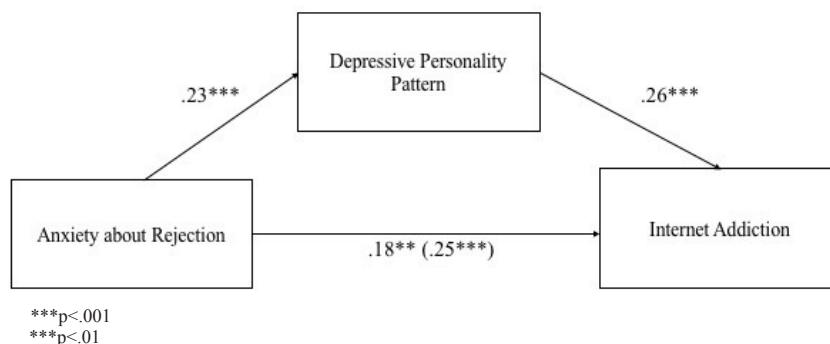 Depressive Personality
Pattern
.23***
.26***
Anxiety about Rejection
Internet Addiction
.18** (.25***)
***p<.001
***p<.01